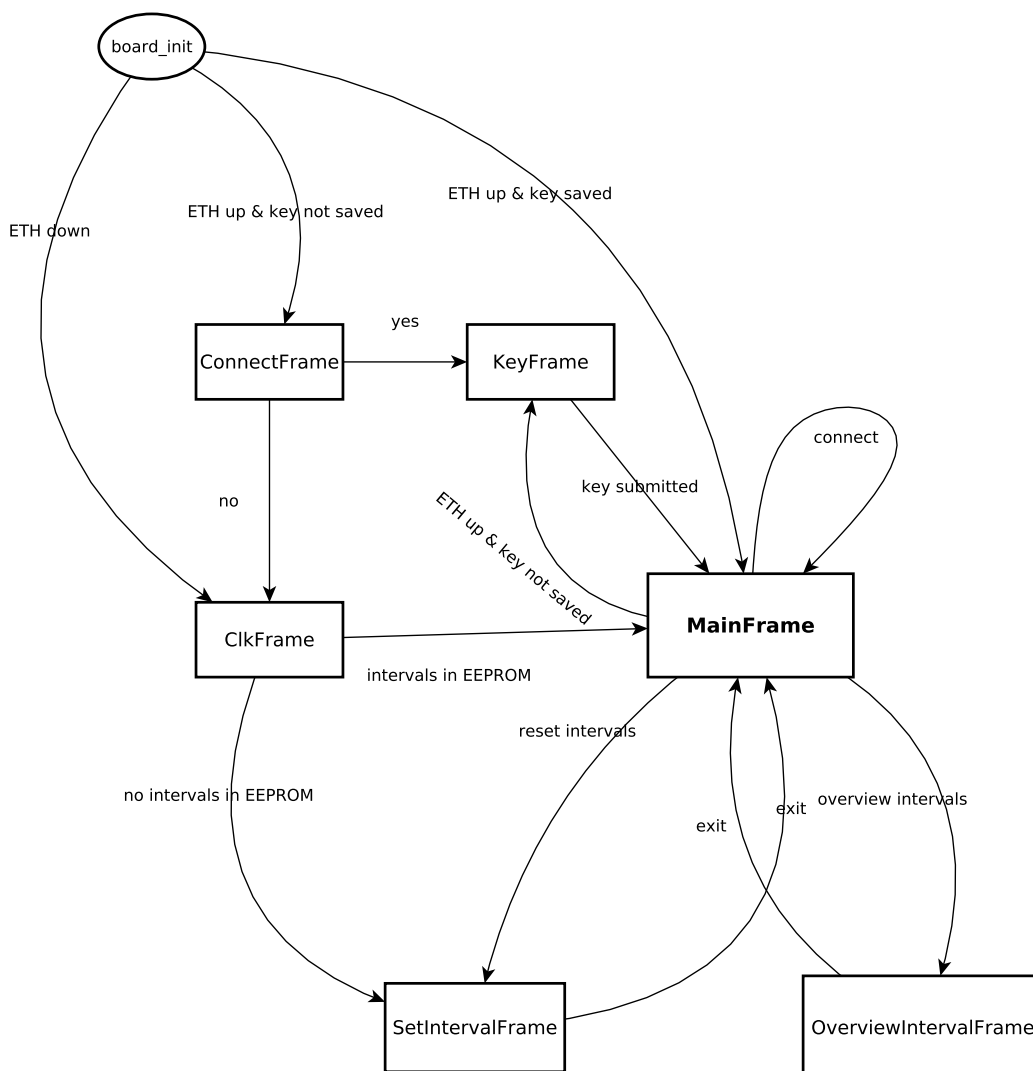 board_init
ETH up & key saved
ETH up & key not saved
ETH down
yes
ConnectFrame
KeyFrame
connect
key submitted
no
ETH up & key not saved
MainFrame
ClkFrame
intervals in EEPROM
reset intervals
no intervals in EEPROM
overview intervals
exit
exit
SetIntervalFrame
OverviewIntervalFrame